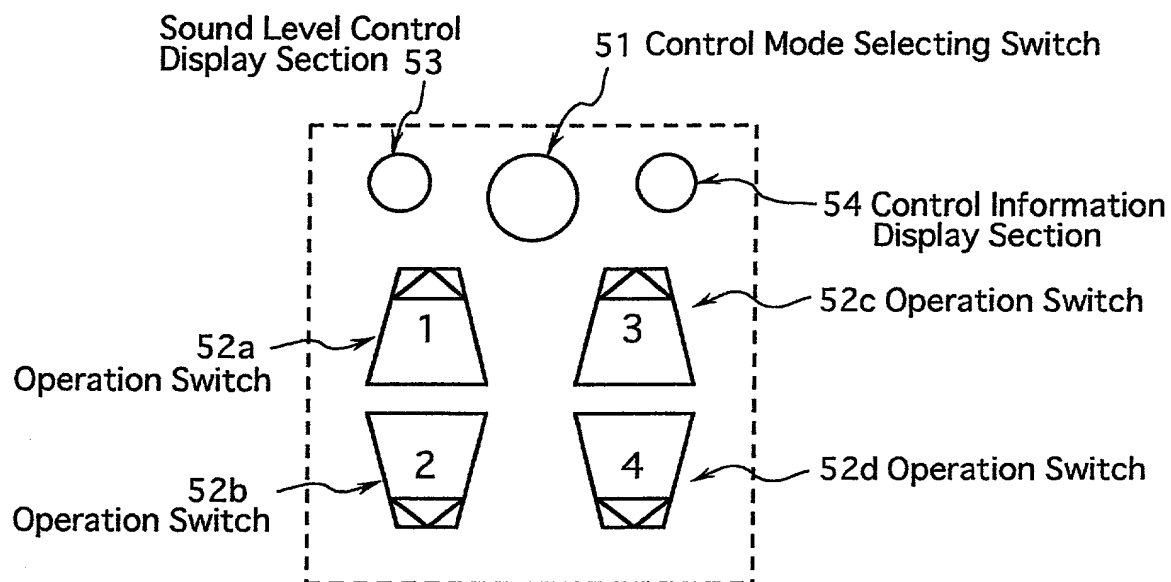 Sound Level Control
Display Section 53
51 Control Mode Selecting Switch
54 Control Information
Display Section
1
3
52c Operation Switch
52a
Operation Switch
2
4
52d Operation Switch
52b
Operation Switch